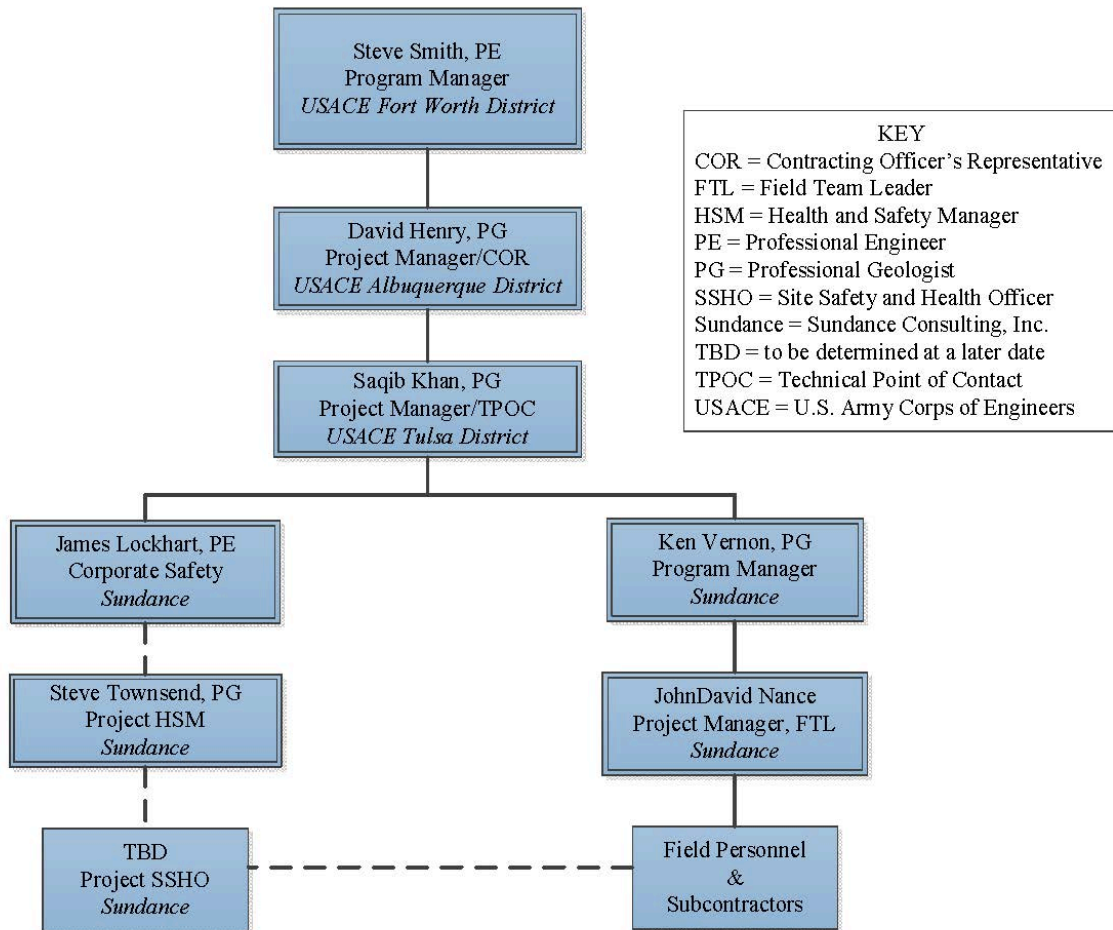 Steve Smith, PE
Program Manager
USACE Fort Worth District
KEY
COR = Contracting Officer’s Representative
FTL = Field Team Leader
HSM = Health and Safety Manager
PE = Professional Engineer
PG = Professional Geologist
SSHO = Site Safety and Health Officer
Sundance = Sundance Consulting, Inc.
TBD = to be determined at a later date
TPOC = Technical Point of Contact
USACE = U.S. Army Corps of Engineers
David Henry, PG
Project Manager/COR
USACE Albuquerque District
Saqib Khan, PG
Project Manager/TPOC
USACE Tulsa District
James Lockhart, PE
Corporate Safety
Sundance
Ken Vernon, PG
Program Manager
Sundance
Steve Townsend, PG
Project HSM
Sundance
JohnDavid Nance
Project Manager, FTL
Sundance
TBD
Project SSHO
Sundance
Field Personnel
&
Subcontractors